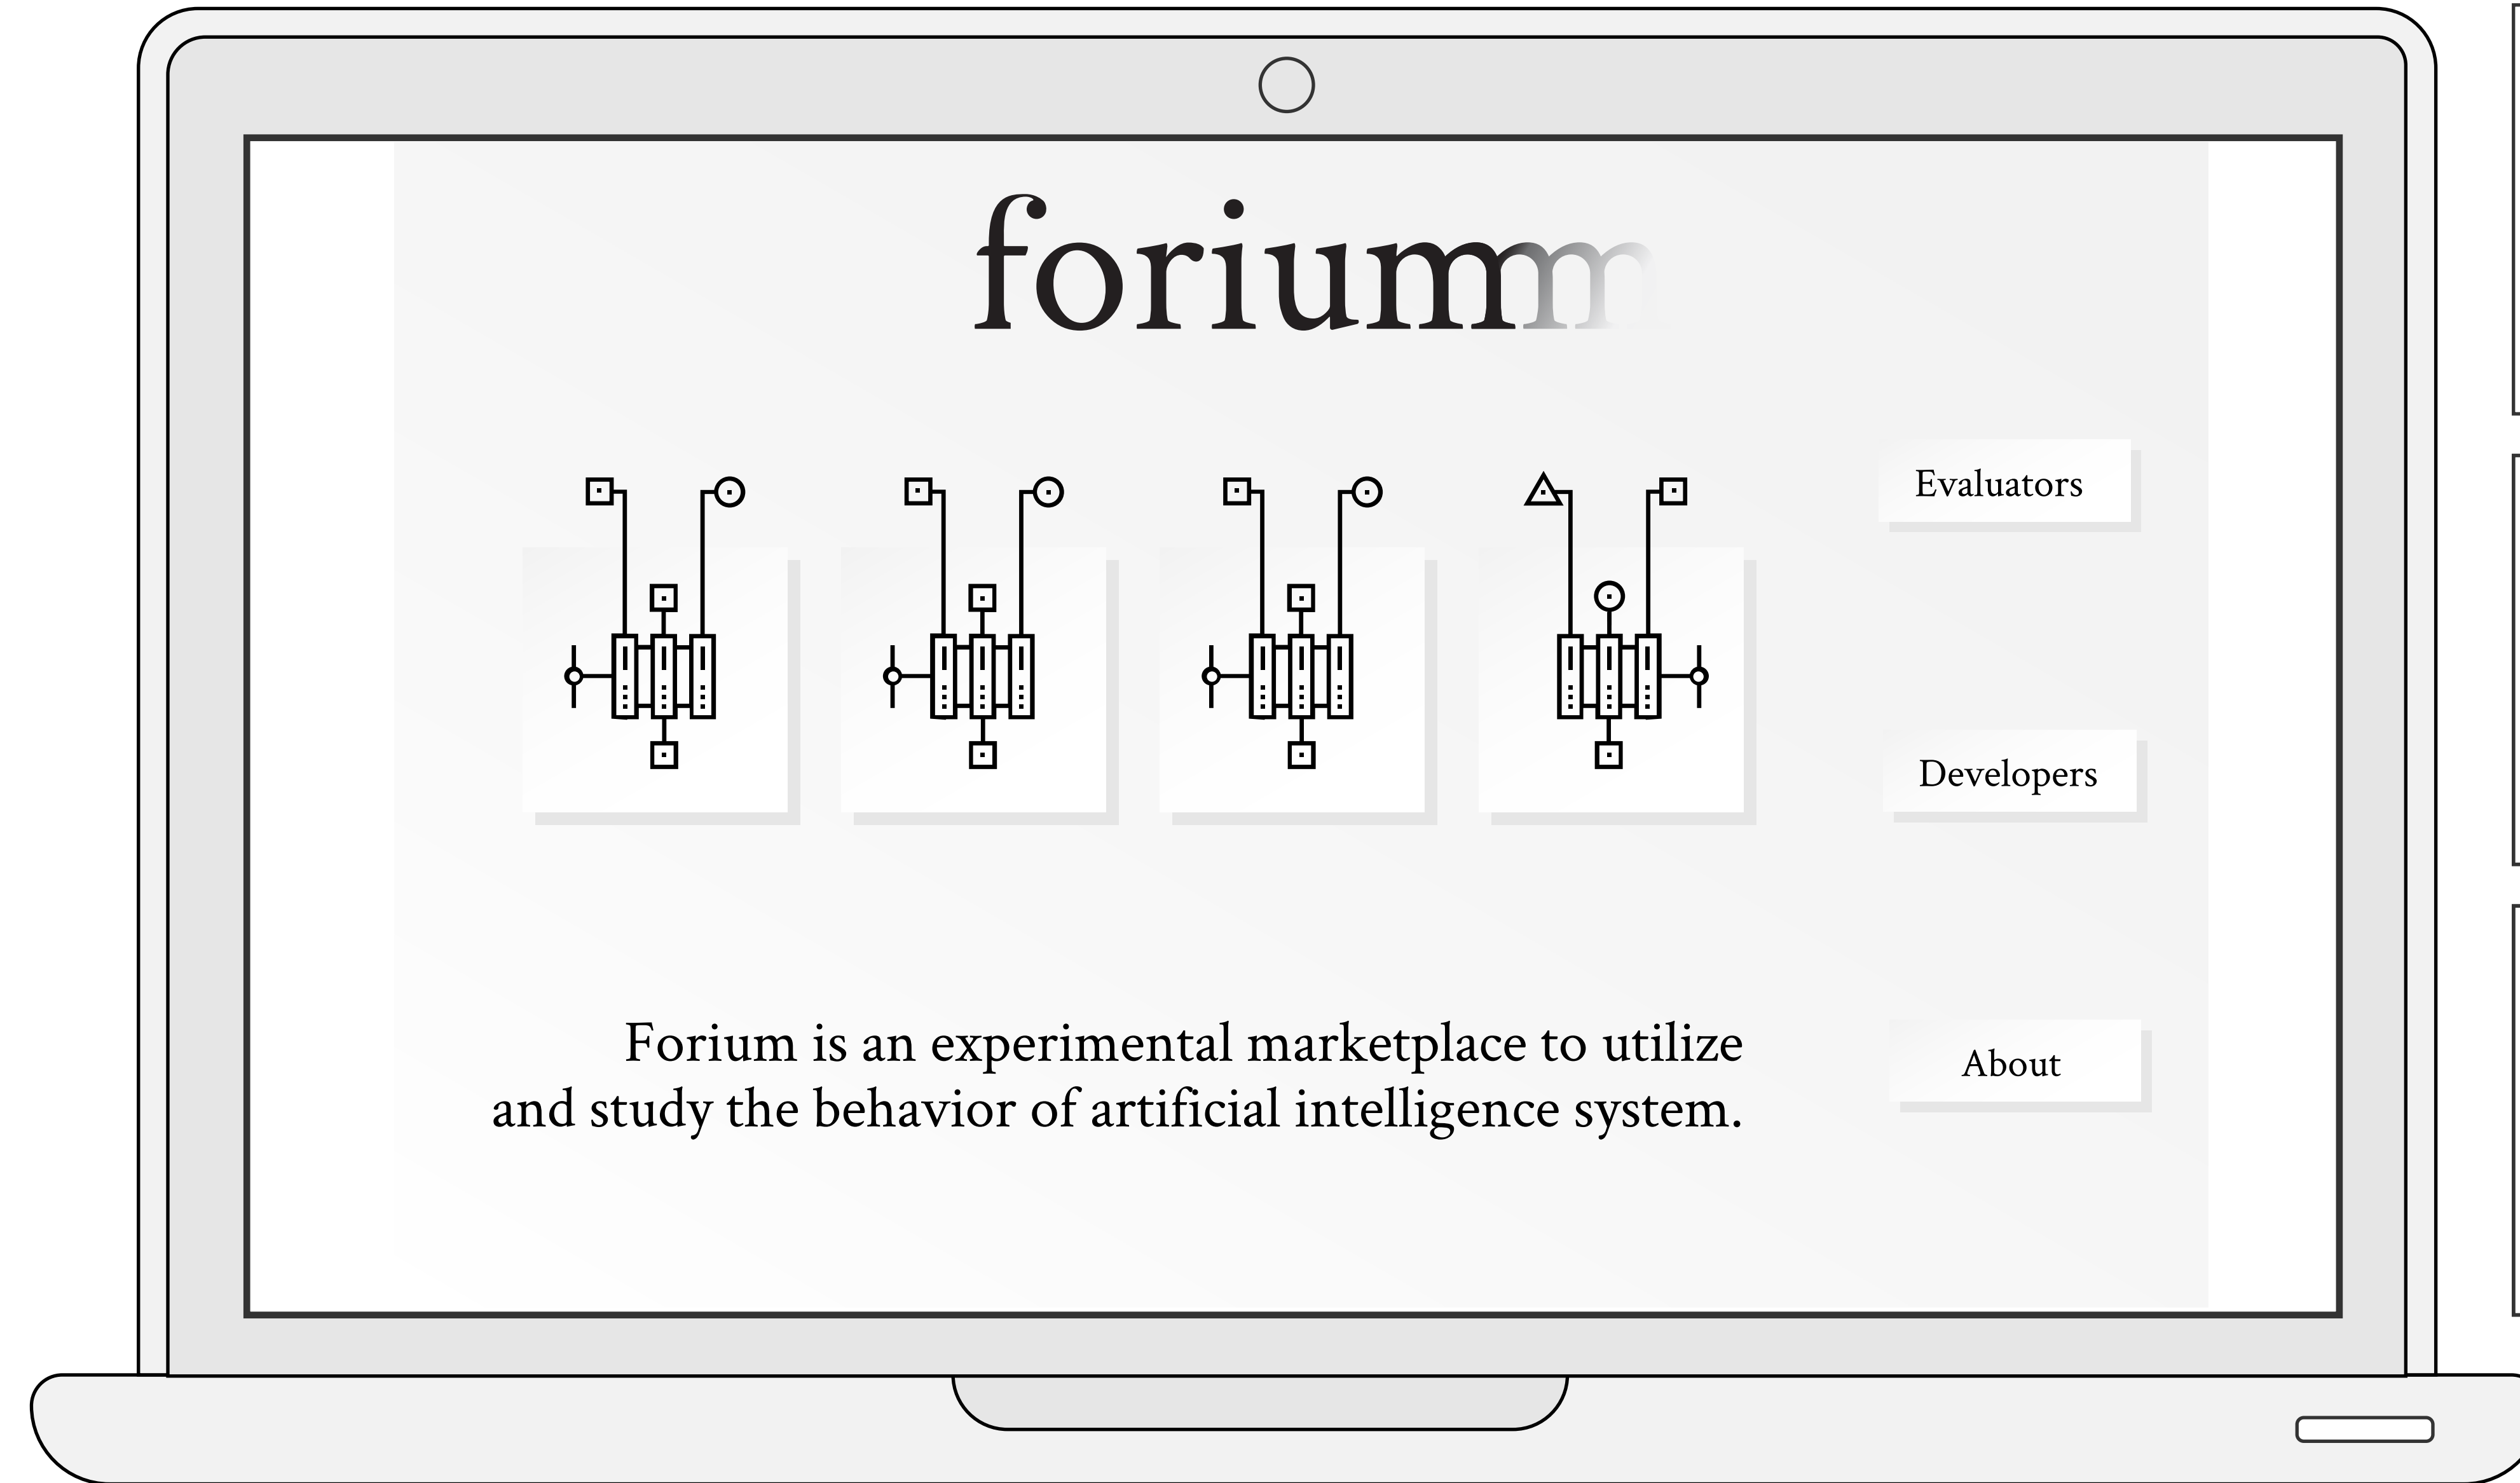 foriumm
Evaluators
Developers
Forium is an experimental marketplace to utilize
and study the behavior of artificial intelligence system.
About